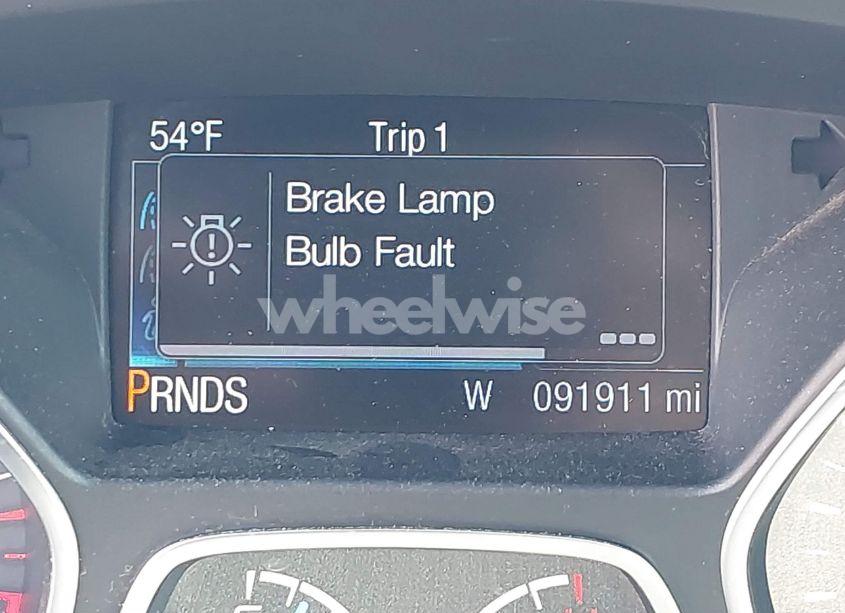 54°F Trip 1
Brake Lamp
Bulb Fault
wheelwise
PRNDS W 091911 mi